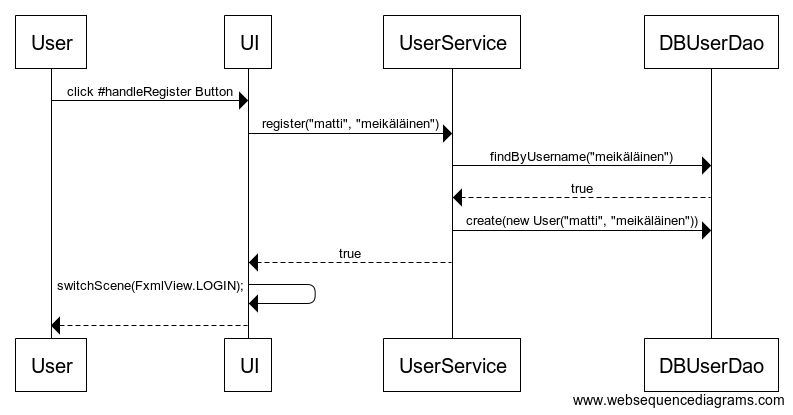 User UI UserService DBUserDao
click #handleRegister Button
register("matti", "meikäläinen")
findByUsername("meikäläinen")
true
create(new User("matti", "meikäläinen"))
true
switchScene(FxmlView.LOGIN);
User UI UserService DBUserDao
www.websequencediagrams.com